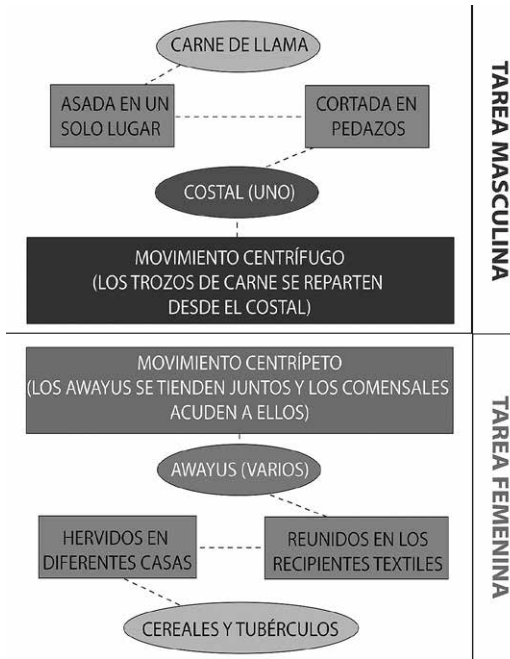 CARNE DE LLAMA
ASADA EN UN
SOLO LUGAR
CORTADA EN
PEDAZOS
COSTAL (UNO)
MOVIMIENTO CENTRÍFUGO
(LOS TROZOS DE CARNE SE REPARTEN
DESDE EL COSTAL)
TAREA MASCULINA
MOVIMIENTO CENTRÍPETO
(LOS AWAYUS SE TIENDEN JUNTOS Y LOS COMENSALES
ACUDEN A ELLOS)
AWAYUS (VARIOS)
HERVIDOS EN
DIFERENTES CASAS
REUNIDOS EN LOS
RECIPIENTES TEXTILES
CEREALES Y TUBÉRCULOS
TAREA FEMENINA